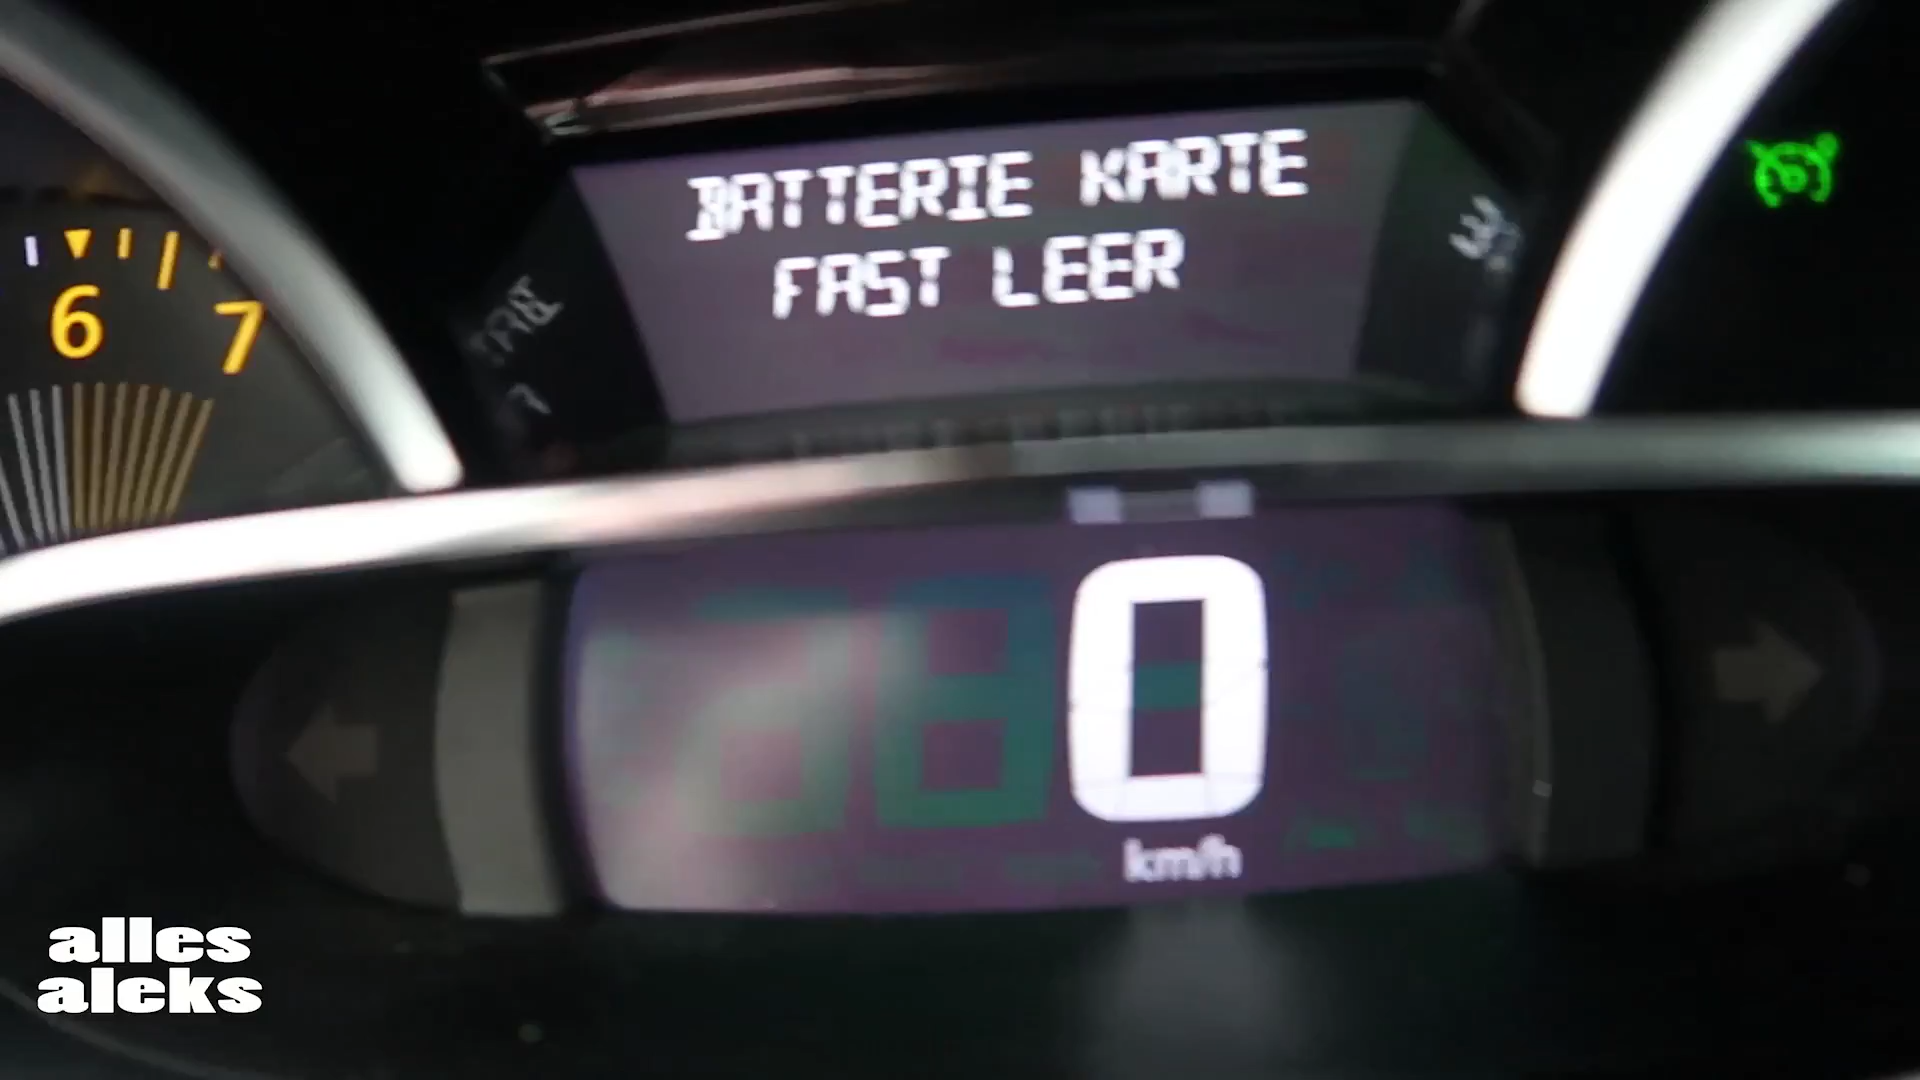 BATTERIE KARTE
FAST LEER
6 7
0
km/h
alles
aleks